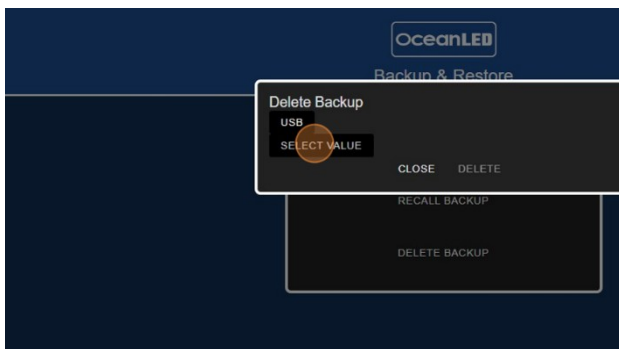 OceanLED
Backup & Restore
Delete Backup
USB
SELECT VALUE
CLOSE DELETE
RECALL BACKUP
DELETE BACKUP